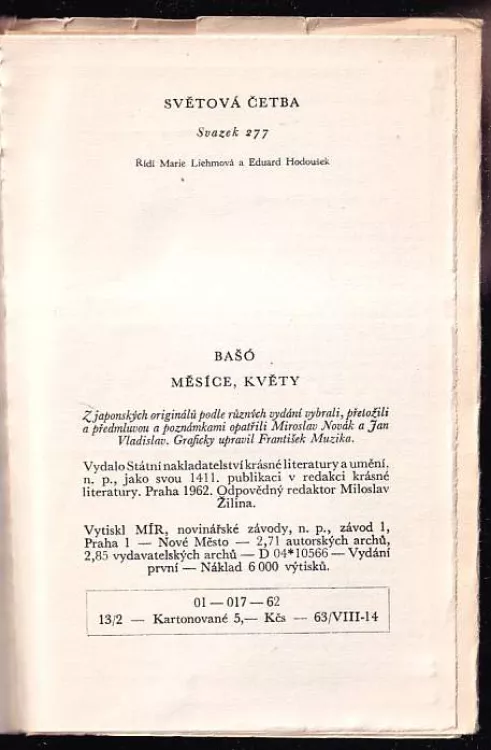 SVĚTOVÁ ČETBA
Svazek 277
Řídí Marie Liehmová a Eduard Hodoušek
BAŠÓ
MĚSÍCE, KVĚTY
Z japonských originálů podle různých vydání vybrali, přeložili
a předmluvou a poznámkami opatřili Miroslav Novák a Jan
Vladislav. Graficky upravil František Muzika.
Vydalo Státní nakladatelství krásné literatury a umění,
n. p., jako svou 1411. publikaci v redakci krásné
literatury. Praha 1962. Odpovědný redaktor Miloslav
Žilina.
Vytiskl MÍR, novinářské závody, n. p., závod 1,
Praha 1 — Nové Město — 2,71 autorských archů,
2,85 vydavatelských archů — D 04*10566 — Vydání
první — Náklad 6 000 výtisků.
01 — 017 — 62
13/2 — Kartonované 5,— Kčs — 63/VIII-14